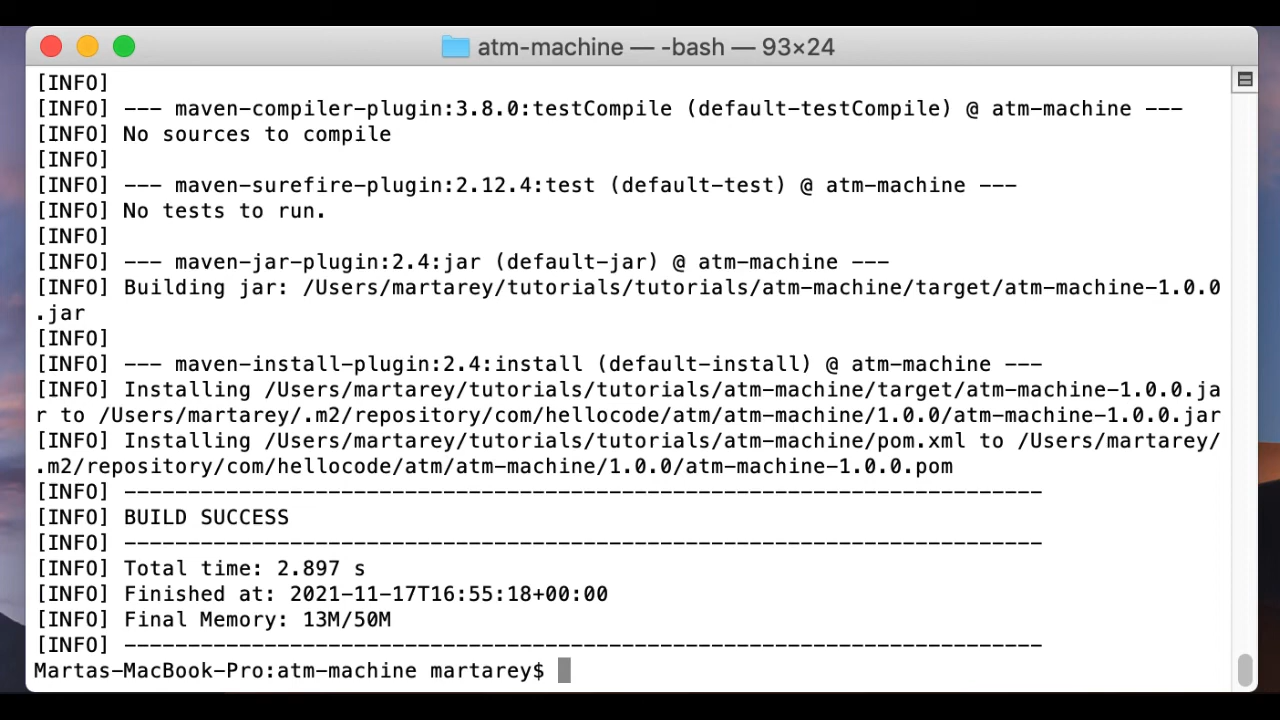 atm-machine — -bash — 93×24
[INFO]
[INFO] --- maven-compiler-plugin:3.8.0:testCompile (default-testCompile) @ atm-machine ---
[INFO] No sources to compile
[INFO]
[INFO] --- maven-surefire-plugin:2.12.4:test (default-test) @ atm-machine ---
[INFO] No tests to run.
[INFO]
[INFO] --- maven-jar-plugin:2.4:jar (default-jar) @ atm-machine ---
[INFO] Building jar: /Users/martarey/tutorials/tutorials/atm-machine/target/atm-machine-1.0.0
.jar
[INFO]
[INFO] --- maven-install-plugin:2.4:install (default-install) @ atm-machine ---
[INFO] Installing /Users/martarey/tutorials/tutorials/atm-machine/target/atm-machine-1.0.0.ja
r to /Users/martarey/.m2/repository/com/hellocode/atm/atm-machine/1.0.0/atm-machine-1.0.0.jar
[INFO] Installing /Users/martarey/tutorials/tutorials/atm-machine/pom.xml to /Users/martarey/
.m2/repository/com/hellocode/atm/atm-machine/1.0.0/atm-machine-1.0.0.pom
[INFO] ------------------------------------------------------------------------
[INFO] BUILD SUCCESS
[INFO] ------------------------------------------------------------------------
[INFO] Total time: 2.897 s
[INFO] Finished at: 2021-11-17T16:55:18+00:00
[INFO] Final Memory: 13M/50M
[INFO] ------------------------------------------------------------------------
Martas-MacBook-Pro:atm-machine martarey$